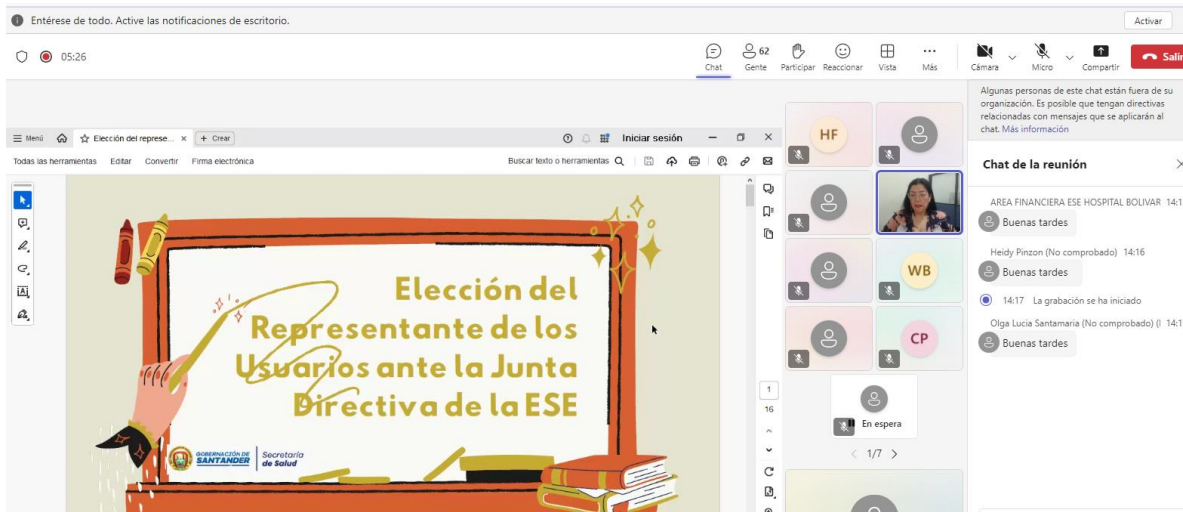 Entérese de todo. Active las notificaciones de escritorio.
Activar
05:26
Chat
62
Gente
Participar
Reaccionar
Vista
Más
Cámara
Micro
Compartir
Salir
Algunas personas de este chat están fuera de su
organización. Es posible que tengan directivas
relacionadas con mensajes que se aplicarán al
chat. Más información
Menú
Elección del represe...
+ Crear
Iniciar sesión
Todas las herramientas Editar Convertir Firma electrónica
Buscar texto o herramientas
Elección del
Representante de los
Usuarios ante la Junta
Directiva de la ESE
GOBERNACIÓN DE
SANTANDER
Secretaría
de Salud
1
16
HF
WB
CP
En espera
1/7
Chat de la reunión
AREA FINANCIERA ESE HOSPITAL BOLIVAR 14:1
Buenas tardes
Heidy Pinzon (No comprobado) 14:16
Buenas tardes
14:17 La grabación se ha iniciado
Olga Lucia Santamaria (No comprobado) ( 14:1
Buenas tardes